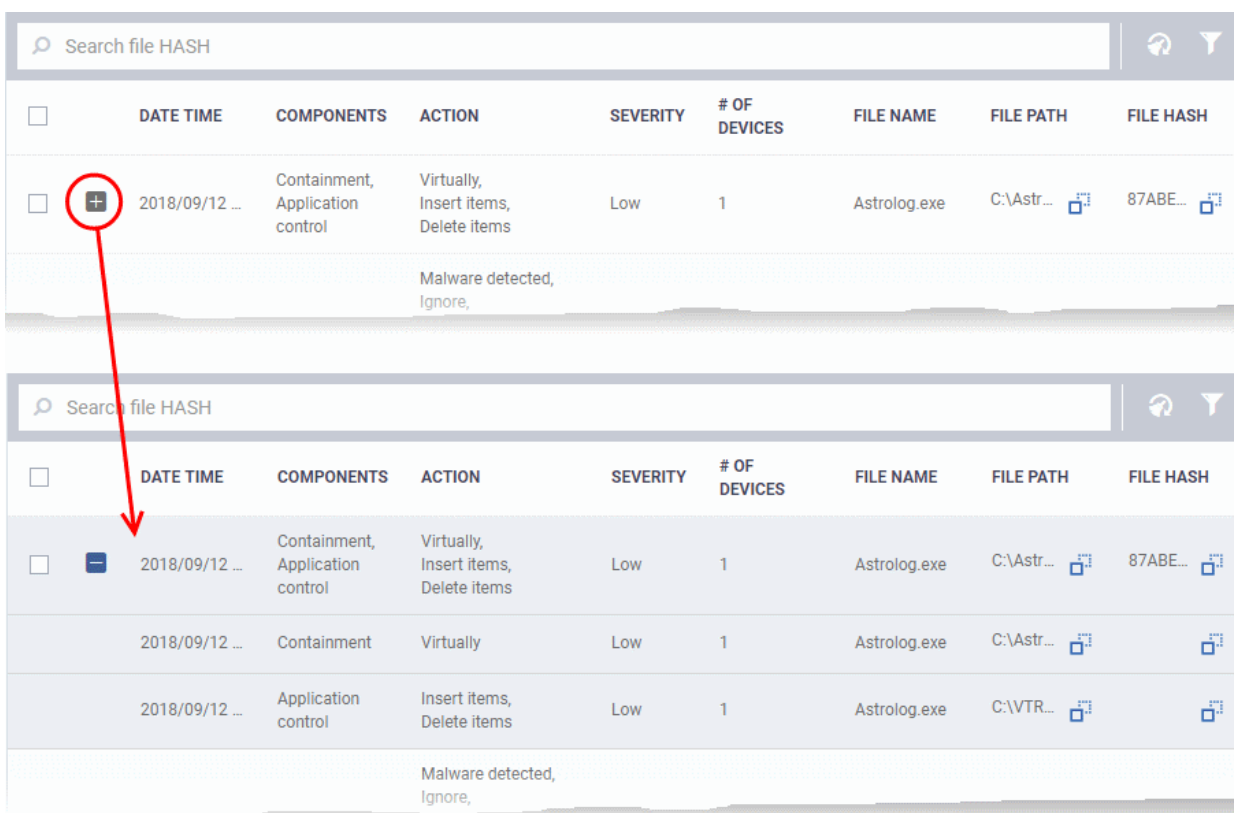 Search file HASH
DATE TIME COMPONENTS ACTION SEVERITY # OF DEVICES FILE NAME FILE PATH FILE HASH
2018/09/12 ... Containment, Application control Virtually, Insert items, Delete items Low 1 Astrolog.exe C:\Astr... 87ABE...
Malware detected,
Ignore,
Search file HASH
DATE TIME COMPONENTS ACTION SEVERITY # OF DEVICES FILE NAME FILE PATH FILE HASH
2018/09/12 ... Containment, Application control Virtually, Insert items, Delete items Low 1 Astrolog.exe C:\Astr... 87ABE...
2018/09/12 ... Containment Virtually Low 1 Astrolog.exe C:\Astr...
2018/09/12 ... Application control Insert items, Delete items Low 1 Astrolog.exe C:\VTR...
Malware detected,
Ignore,